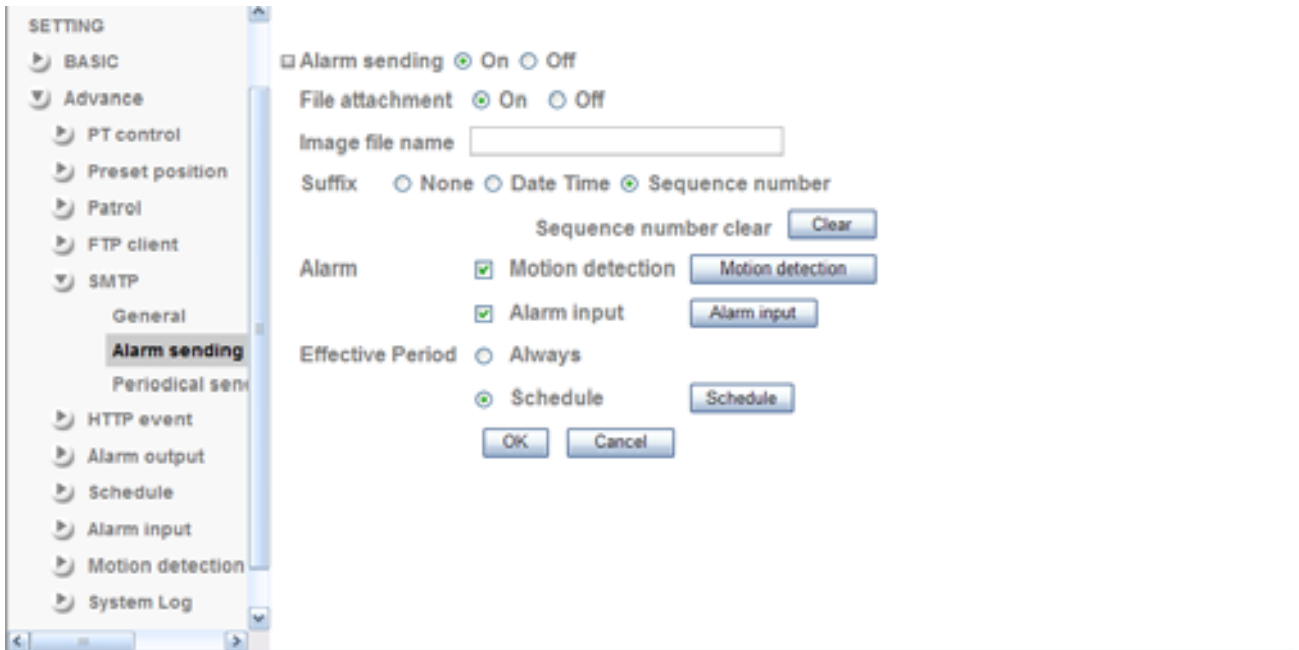 SETTING
BASIC
Advance
PT control
Preset position
Patrol
FTP client
SMTP
General
Alarm sending
Periodical sen
HTTP event
Alarm output
Schedule
Alarm input
Motion detection
System Log
Alarm sending On Off
File attachment On Off
Image file name
Suffix None Date Time Sequence number
Sequence number clear Clear
Alarm Motion detection Motion detection
Alarm input Alarm input
Effective Period Always
Schedule Schedule
OK Cancel